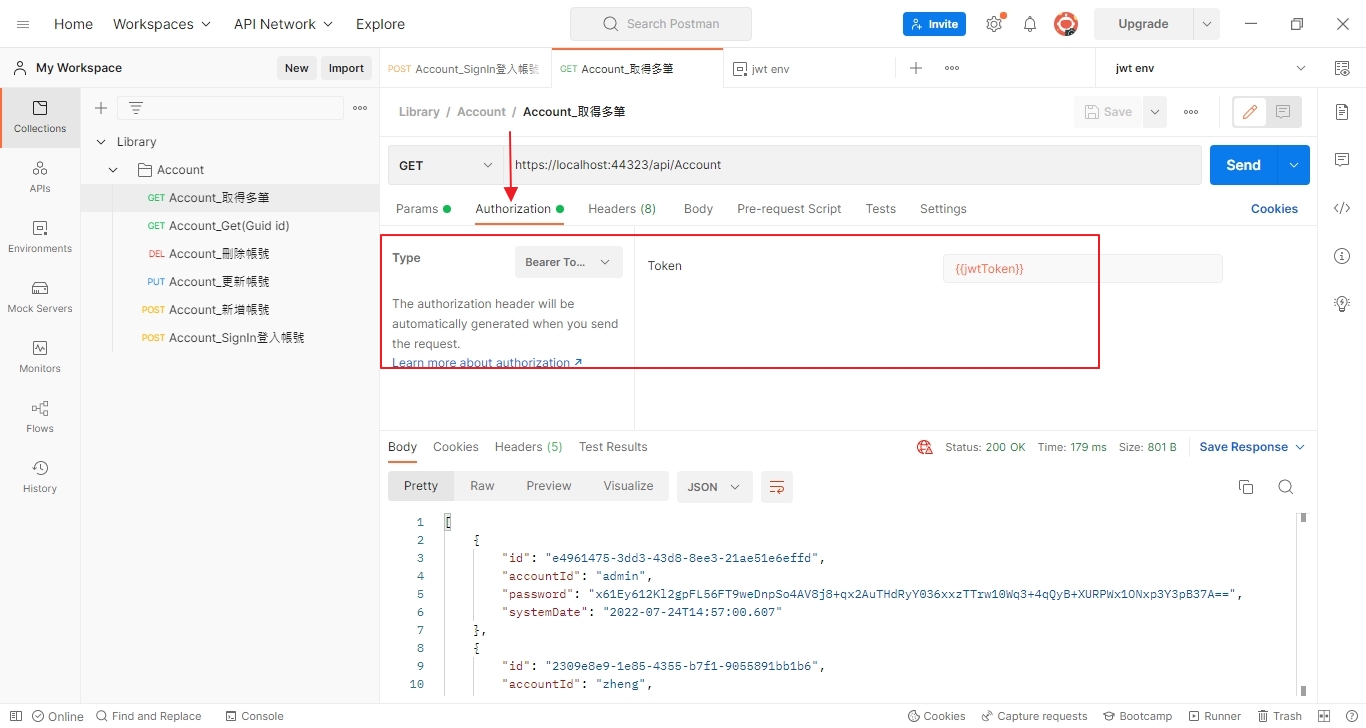 Home Workspaces API Network Explore Search Postman Invite Upgrade
My Workspace New Import POST Account_SignIn登入帳號 GET Account_取得多筆 jwt env jwt env
Collections
APIs
Environments
Mock Servers
Monitors
Flows
History
Library
Account
GET Account_取得多筆
GET Account_Get(Guid id)
DEL Account_刪除帳號
PUT Account_更新帳號
POST Account_新增帳號
POST Account_SignIn登入帳號
Library / Account / Account_取得多筆 Save
GET https://localhost:44323/api/Account Send
Params Authorization Headers (8) Body Pre-request Script Tests Settings Cookies
Type Bearer To... Token {{jwtToken}}
The authorization header will be
automatically generated when you send
the request.
Learn more about authorization ↗
Body Cookies Headers (5) Test Results Status: 200 OK Time: 179 ms Size: 801 B Save Response
Pretty Raw Preview Visualize JSON
1 [
2 {
3 "id": "e4961475-3dd3-43d8-8ee3-21ae51e6effd",
4 "accountId": "admin",
5 "password": "x61Ey612Kl2gpFL56FT9weDnpSo4AV8j8+qx2AuTHdRyY036xxzTTrw10Wq3+4qQyB+XURPWx1ONxp3Y3pB37A==",
6 "systemDate": "2022-07-24T14:57:00.607"
7 },
8 {
9 "id": "2309e8e9-1e85-4355-b7f1-9055891bb1b6",
10 "accountId": "zheng",
Online Find and Replace Console Cookies Capture requests Bootcamp Runner Trash